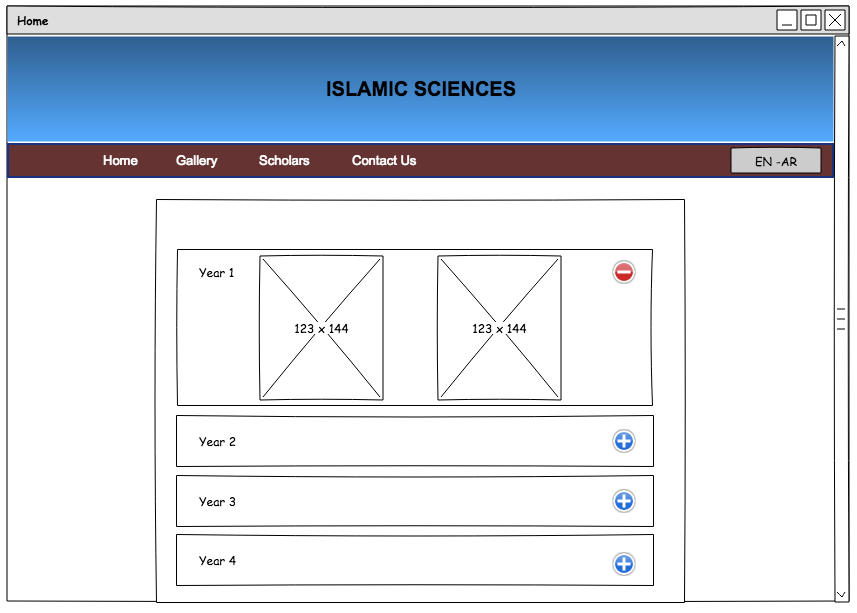 Home
ISLAMIC SCIENCES
Home Gallery Scholars Contact Us EN -AR
Year 1
123 x 144 123 x 144
Year 2
Year 3
Year 4